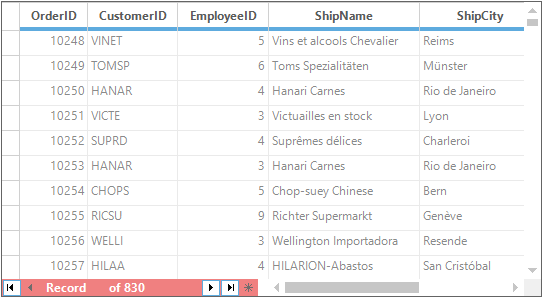 OrderID CustomerID EmployeeID ShipName ShipCity
10248 VINET 5 Vins et alcools Chevalier Reims
10249 TOMSP 6 Toms Spezialitäten Münster
10250 HANAR 4 Hanari Carnes Rio de Janeiro
10251 VICTE 3 Victuailles en stock Lyon
10252 SUPRD 4 Suprêmes délices Charleroi
10253 HANAR 3 Hanari Carnes Rio de Janeiro
10254 CHOPS 5 Chop-suey Chinese Bern
10255 RICSU 9 Richter Supermarkt Genève
10256 WELLI 3 Wellington Importadora Resende
10257 HILAA 4 HILARION-Abastos San Cristóbal
Record of 830